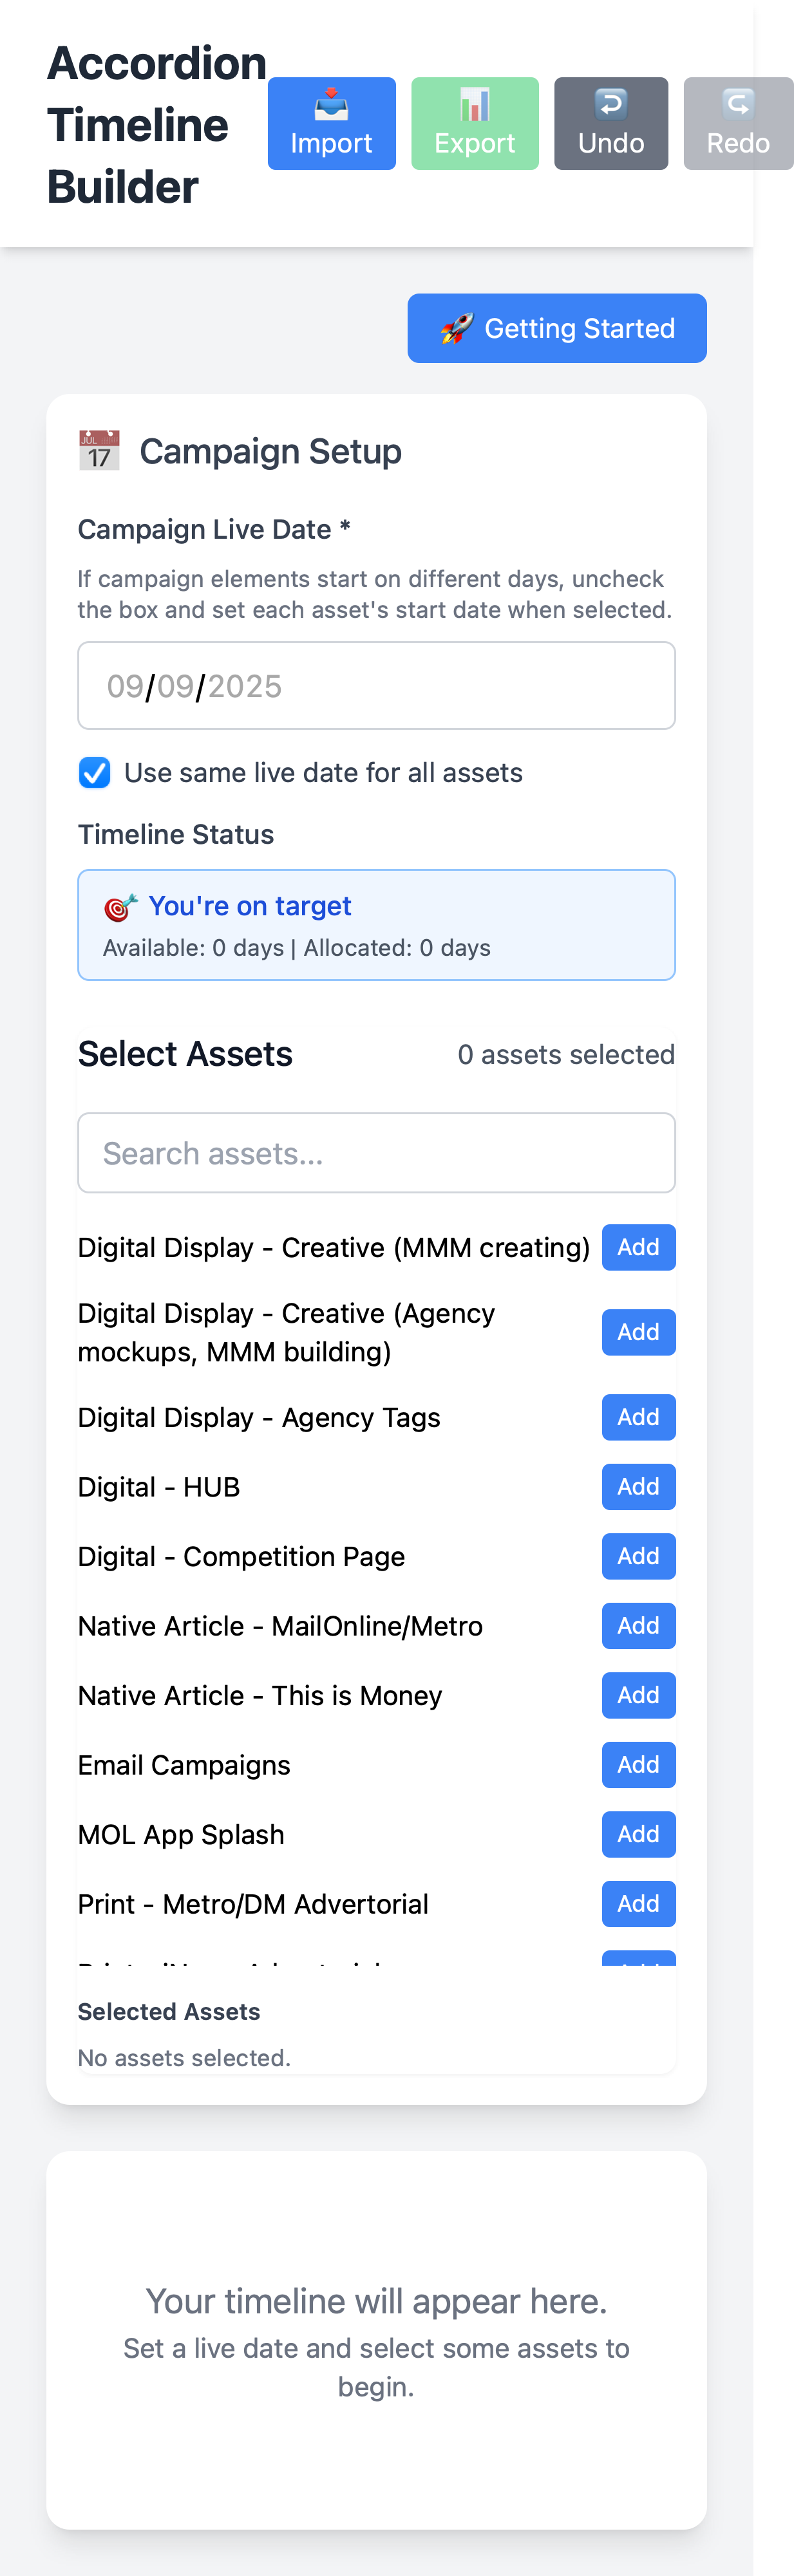 Accordion
Timeline
Builder
Import
Export
Undo
Redo
Getting Started
JUL
17
Campaign Setup
Campaign Live Date *
If campaign elements start on different days, uncheck
the box and set each asset's start date when selected.
09/09/2025
Use same live date for all assets
Timeline Status
You're on target
Available: 0 days | Allocated: 0 days
Select Assets 0 assets selected
Search assets...
Digital Display - Creative (MMM creating) Add
Digital Display - Creative (Agency
mockups, MMM building) Add
Digital Display - Agency Tags Add
Digital - HUB Add
Digital - Competition Page Add
Native Article - MailOnline/Metro Add
Native Article - This is Money Add
Email Campaigns Add
MOL App Splash Add
Print - Metro/DM Advertorial Add
Selected Assets
No assets selected.
Your timeline will appear here.
Set a live date and select some assets to
begin.